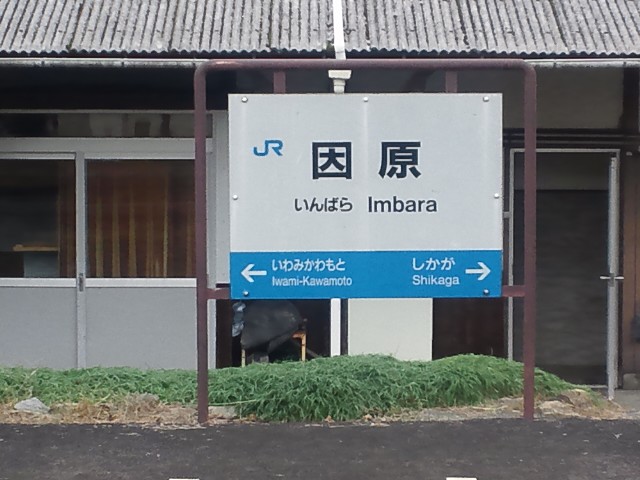 JR 因原
いんばら Imbara
← いわみかわもと しかが →
Iwami-Kawamoto Shikaga